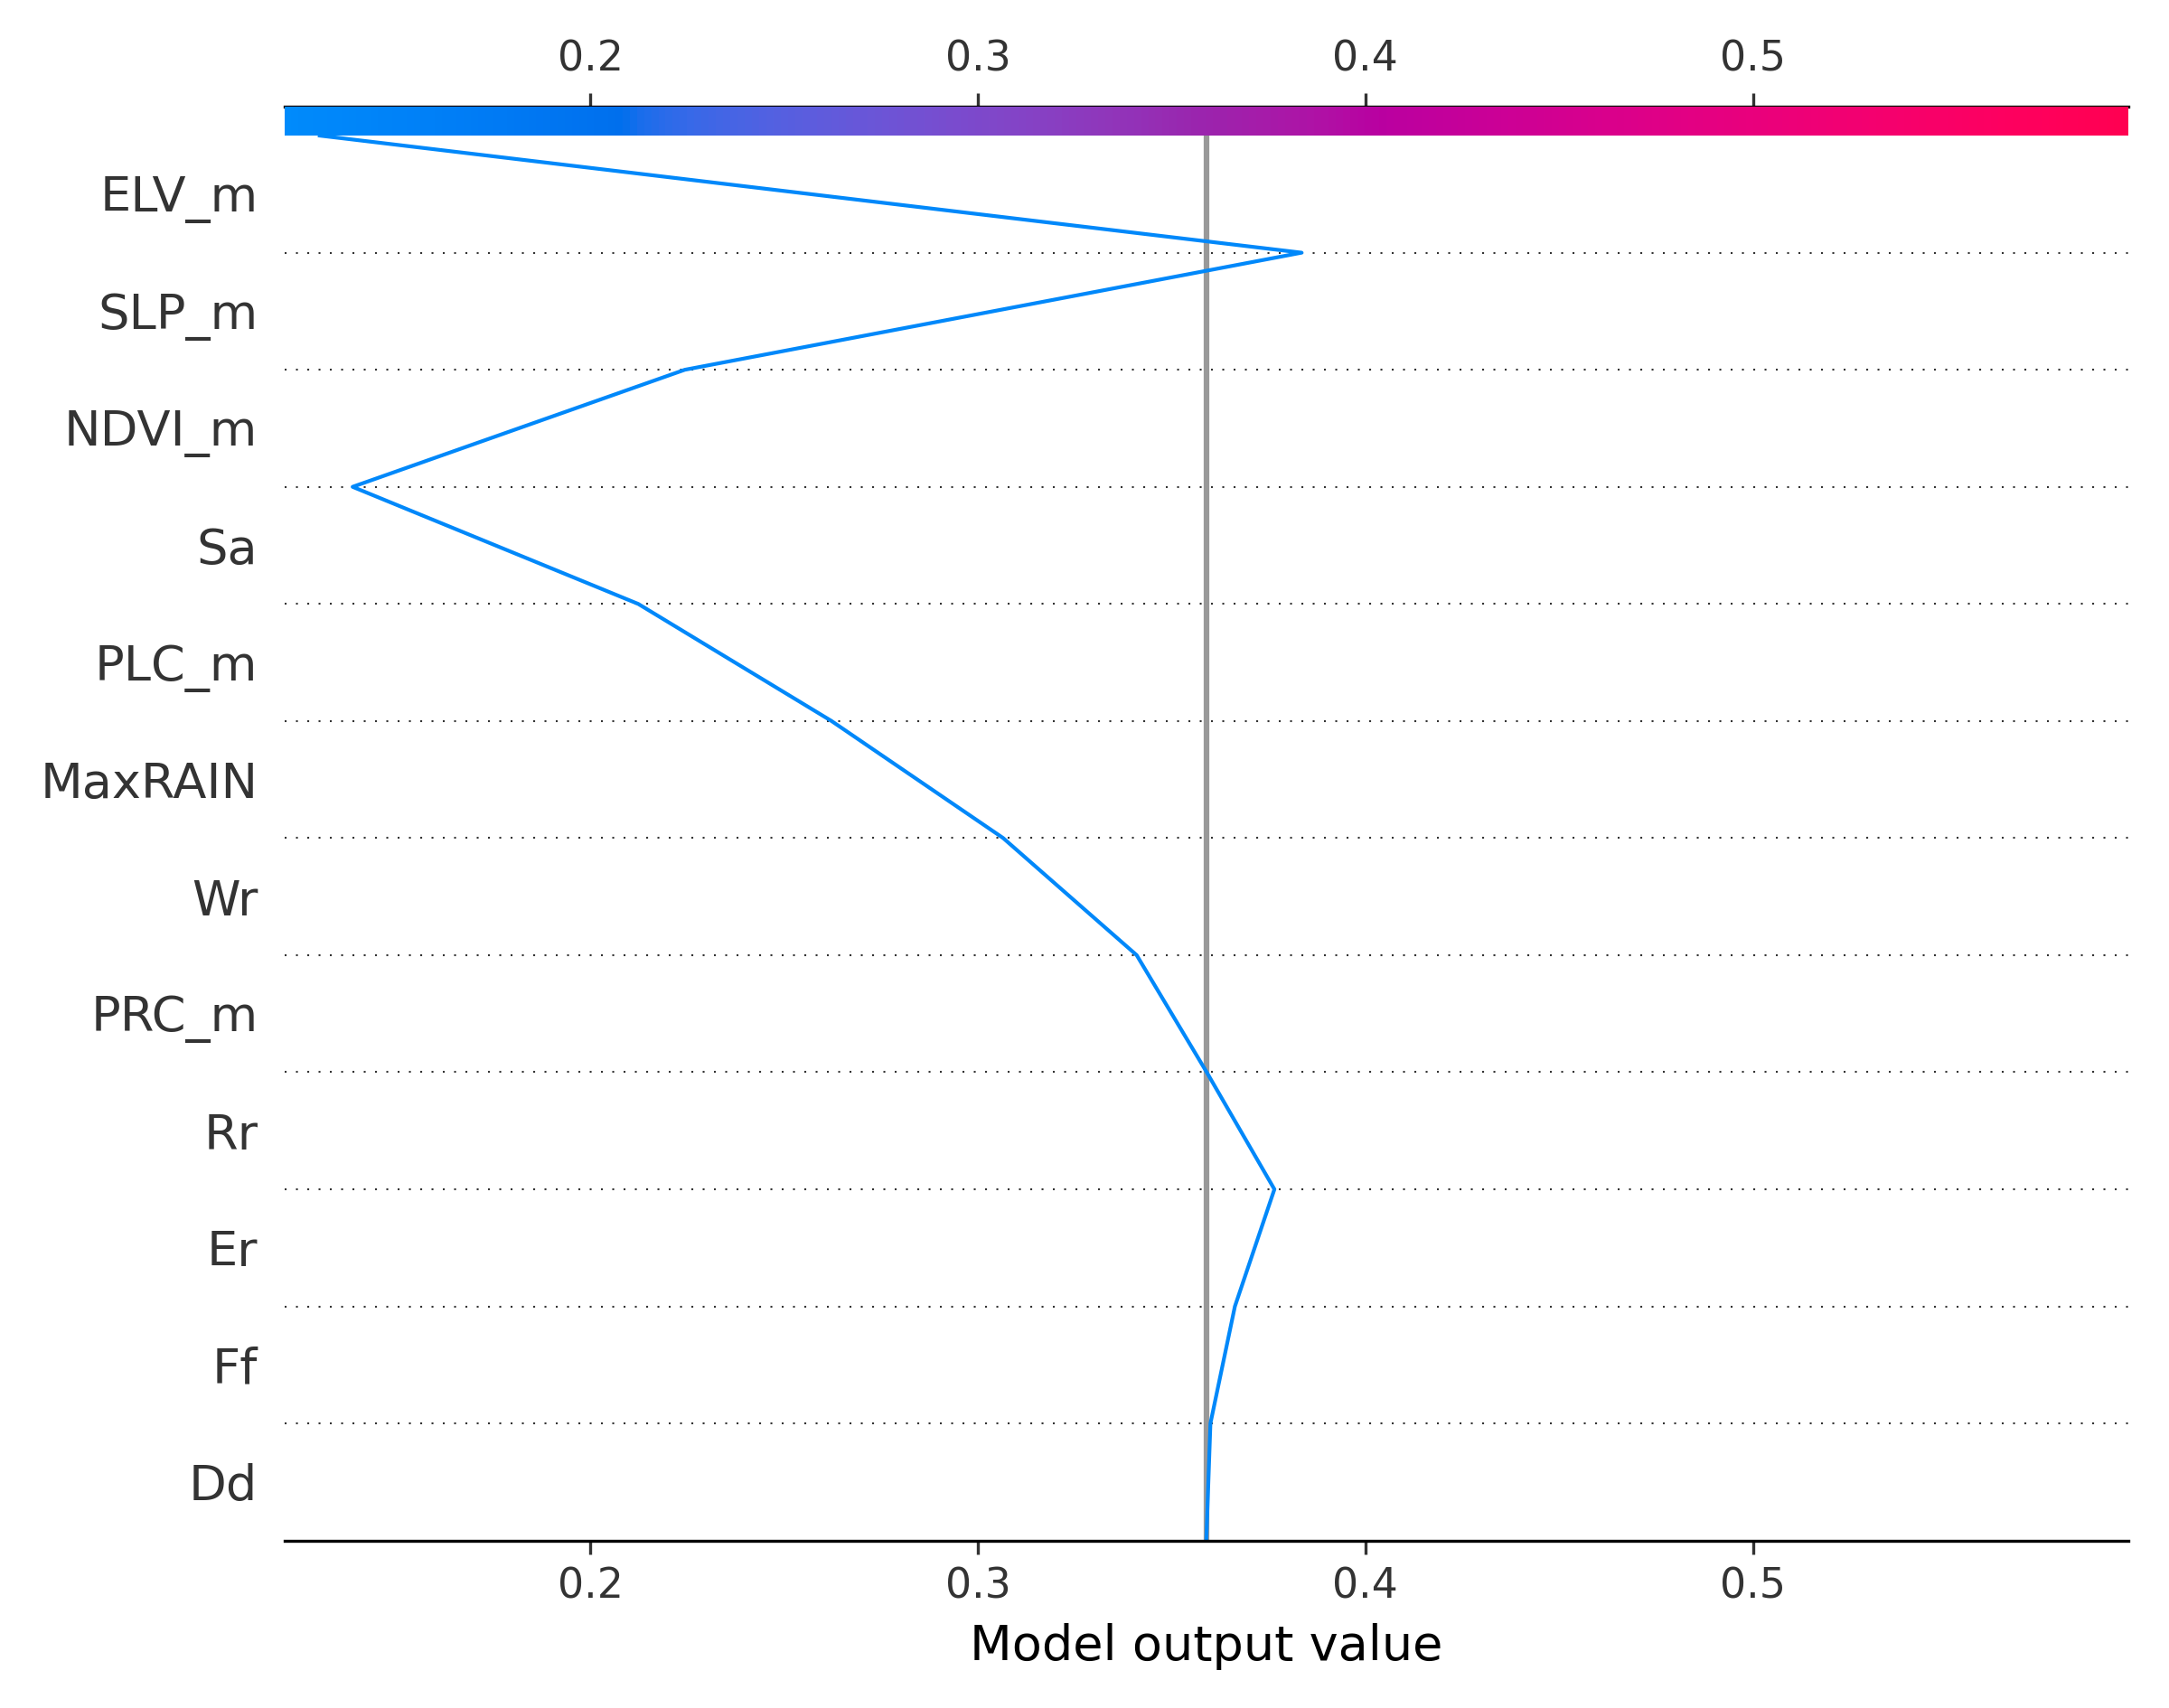 0.2 0.3 0.4 0.5
ELV_m
SLP_m
NDVI_m
Sa
PLC_m
MaxRAIN
Wr
PRC_m
Rr
Er
Ff
Dd
0.2 0.3 0.4 0.5
Model output value